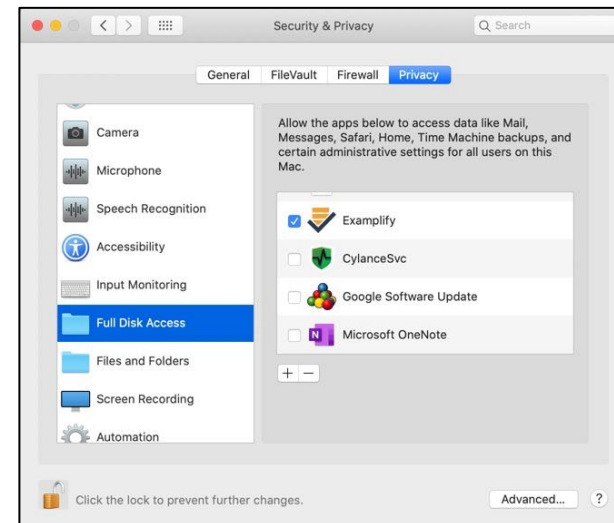 Security & Privacy
Search
General FileVault Firewall Privacy
Camera
Microphone
Speech Recognition
Accessibility
Input Monitoring
Full Disk Access
Files and Folders
Screen Recording
Automation
Allow the apps below to access data like Mail,
Messages, Safari, Home, Time Machine backups, and
certain administrative settings for all users on this
Mac.
Examplify
CylanceSvc
Google Software Update
N
Microsoft OneNote
+ −
Click the lock to prevent further changes.
Advanced... ?